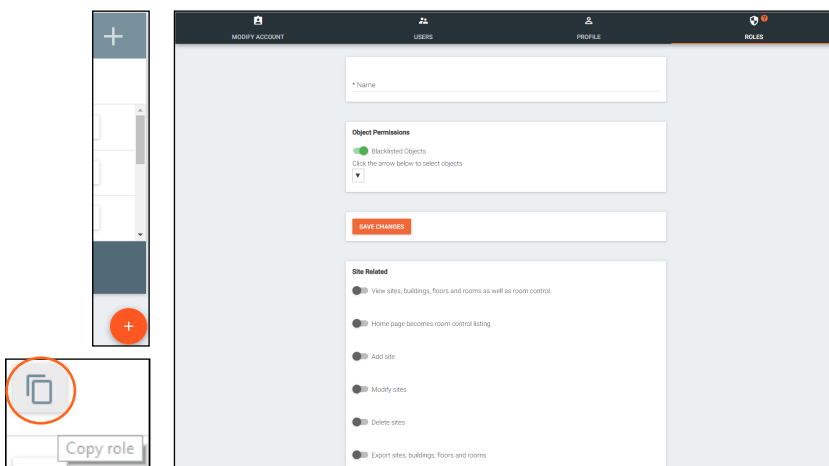 MODIFY ACCOUNT
USERS
PROFILE
?
ROLES
* Name
Object Permissions
Blacklisted Objects
Click the arrow below to select objects
SAVE CHANGES
Site Related
View sites, buildings, floors and rooms as well as room control.
Home page becomes room control listing
Add site
Modify sites
Delete sites
Export sites, buildings, floors and rooms
Copy role